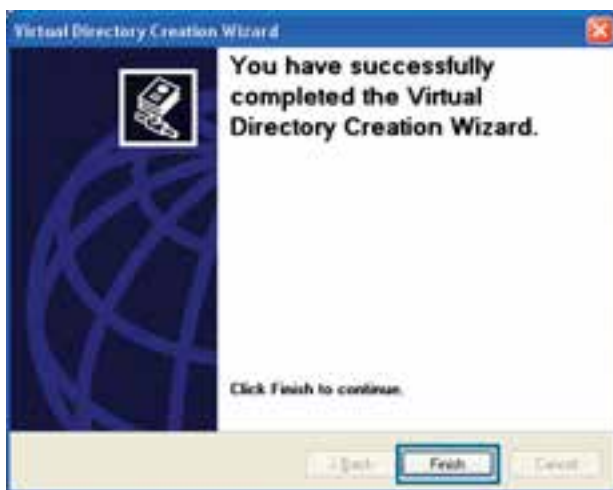 Virtual Directory Creation Wizard
You have successfully
completed the Virtual
Directory Creation Wizard.
Click Finish to continue.
< Back Finish Cancel